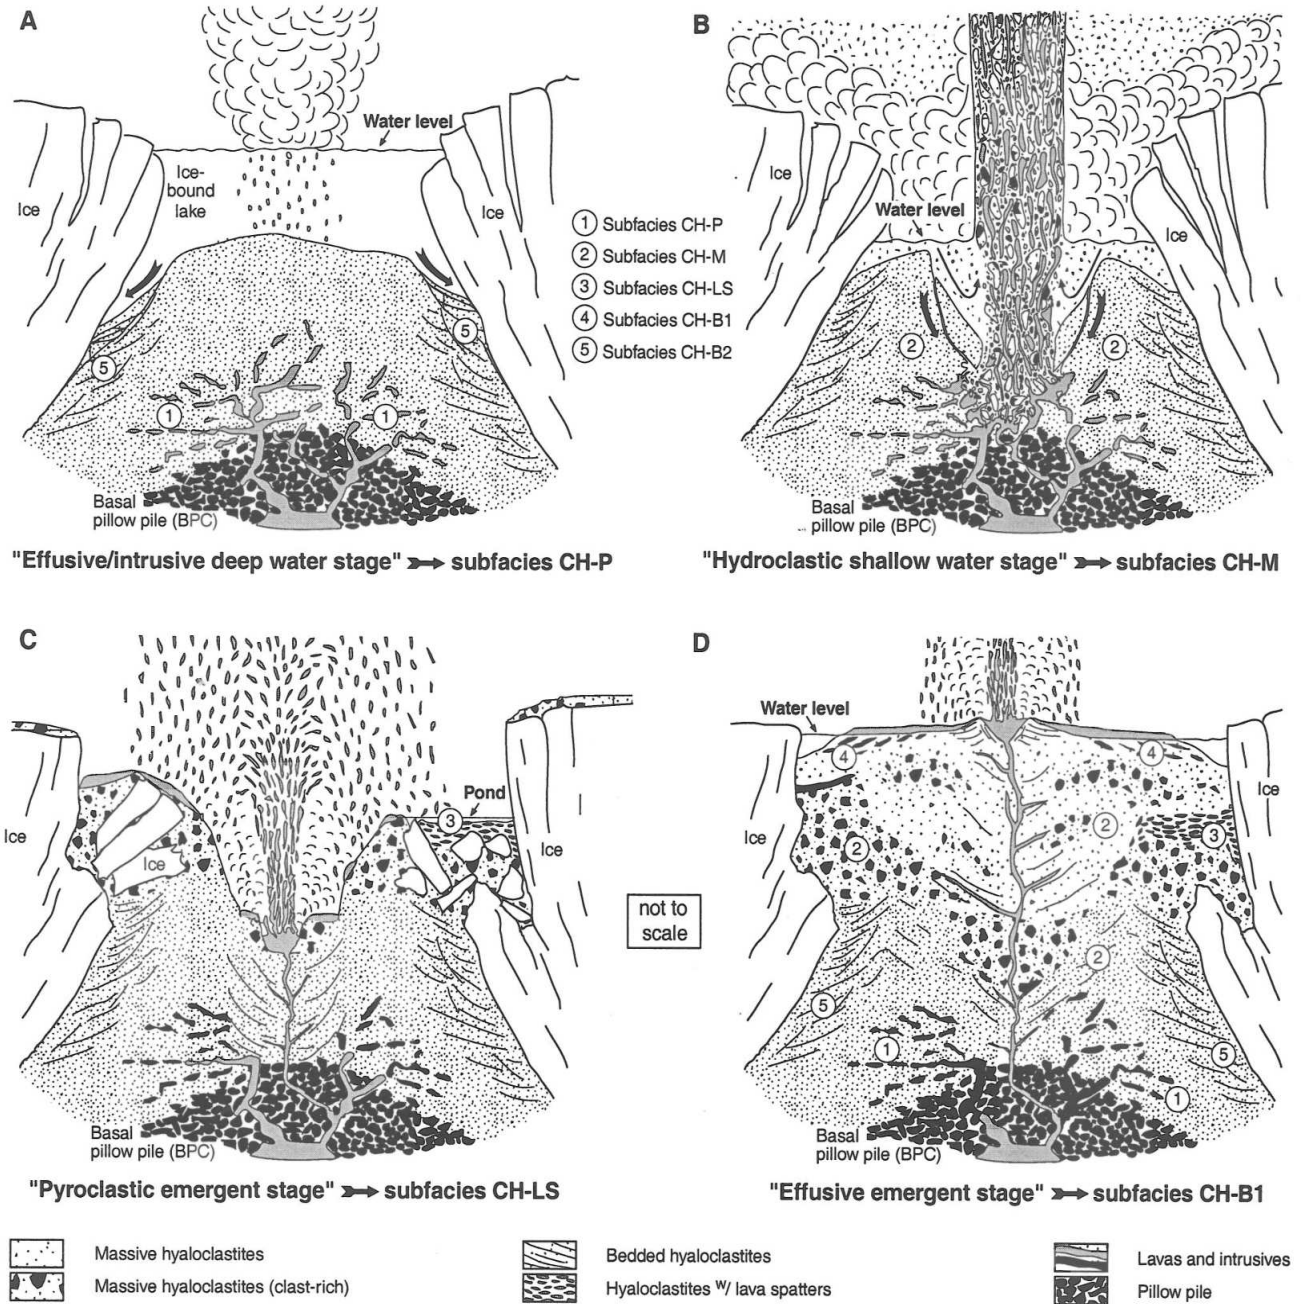 A
Water level
Ice-
bound
lake
Ice
Ice
5
5
1
1
Basal
pillow pile (BPC)
"Effusive/intrusive deep water stage" ➳ subfacies CH-P
1 Subfacies CH-P
2 Subfacies CH-M
3 Subfacies CH-LS
4 Subfacies CH-B1
5 Subfacies CH-B2
B
Ice
Water level
Ice
2
2
Basal
pillow pile (BPC)
"Hydroclastic shallow water stage" ➳ subfacies CH-M
C
Pond
3
Ice
Ice
Ice
Basal
pillow pile (BPC)
"Pyroclastic emergent stage" ➳ subfacies CH-LS
not to
scale
D
Water level
4
4
Ice
Ice
2
2
3
2
5
5
1
1
Basal
pillow pile (BPC)
"Effusive emergent stage" ➳ subfacies CH-B1
Massive hyaloclastites
Massive hyaloclastites (clast-rich)
Bedded hyaloclastites
Hyaloclastites w/ lava spatters
Lavas and intrusives
Pillow pile